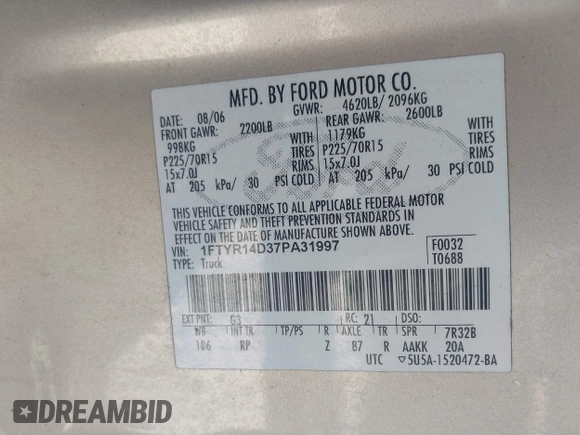 MFD. BY FORD MOTOR CO.
DATE: 08/06 GVWR: 4620LB/ 2096KG
FRONT GAWR: 2200LB REAR GAWR: 2600LB
998KG WITH 1179KG WITH
P225/70R15 TIRES P225/70R15 TIRES
15x7.0J RIMS 15x7.0J RIMS
AT 205 kPa/ 30 PSI COLD AT 205 kPa/ 30 PSI COLD
Ford
THIS VEHICLE CONFORMS TO ALL APPLICABLE FEDERAL MOTOR
VEHICLE SAFETY AND THEFT PREVENTION STANDARDS IN
EFFECT ON THE DATE OF MANUFACTURE SHOWN ABOVE.
VIN: 1FTYR14D37PA31997 F0032
TYPE: Truck T0688
EXT PNT: G3 RC: 21 DSO:
WB INT TR TP/PS R AXLE TR SPR 7R32B
126 RP Z 87 R AAKK 20A
UTC 5U5A-1520472-BA
DREAMBID